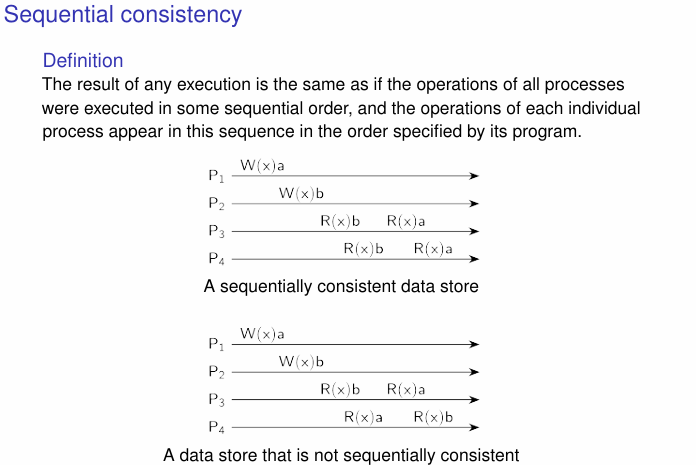 Sequential consistency
Definition
The result of any execution is the same as if the operations of all processes
were executed in some sequential order, and the operations of each individual
process appear in this sequence in the order specified by its program.
P1 W(x)a
P2 W(x)b
P3 R(x)b R(x)a
P4 R(x)b R(x)a
A sequentially consistent data store
P1 W(x)a
P2 W(x)b
P3 R(x)b R(x)a
P4 R(x)a R(x)b
A data store that is not sequentially consistent